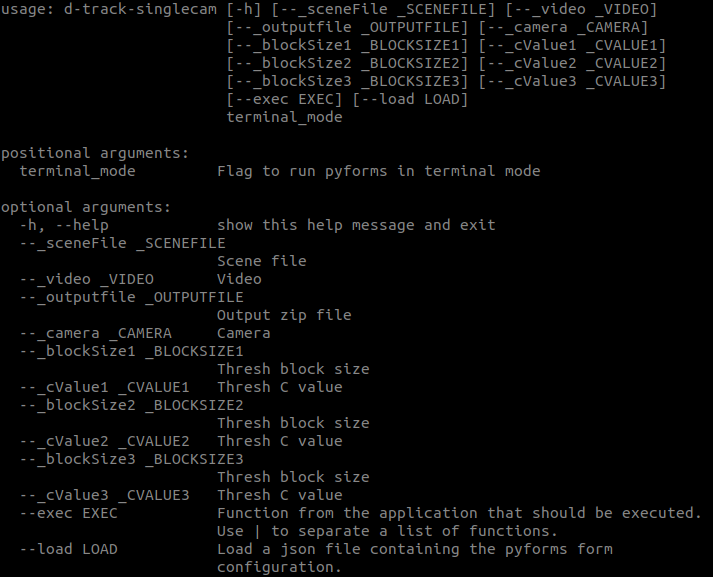 usage: d-track-singlecam [-h] [--_sceneFile _SCENEFILE] [--_video _VIDEO]
                         [--_outputfile _OUTPUTFILE] [--_camera _CAMERA]
                         [--_blockSize1 _BLOCKSIZE1] [--_cValue1 _CVALUE1]
                         [--_blockSize2 _BLOCKSIZE2] [--_cValue2 _CVALUE2]
                         [--_blockSize3 _BLOCKSIZE3] [--_cValue3 _CVALUE3]
                         [--exec EXEC] [--load LOAD]
                         terminal_mode

positional arguments:
  terminal_mode         Flag to run pyforms in terminal mode

optional arguments:
  -h, --help            show this help message and exit
  --_sceneFile _SCENEFILE
                        Scene file
  --_video _VIDEO       Video
  --_outputfile _OUTPUTFILE
                        Output zip file
  --_camera _CAMERA     Camera
  --_blockSize1 _BLOCKSIZE1
                        Thresh block size
  --_cValue1 _CVALUE1   Thresh C value
  --_blockSize2 _BLOCKSIZE2
                        Thresh block size
  --_cValue2 _CVALUE2   Thresh C value
  --_blockSize3 _BLOCKSIZE3
                        Thresh block size
  --_cValue3 _CVALUE3   Thresh C value
  --exec EXEC           Function from the application that should be executed.
                        Use | to separate a list of functions.
  --load LOAD           Load a json file containing the pyforms form
                        configuration.